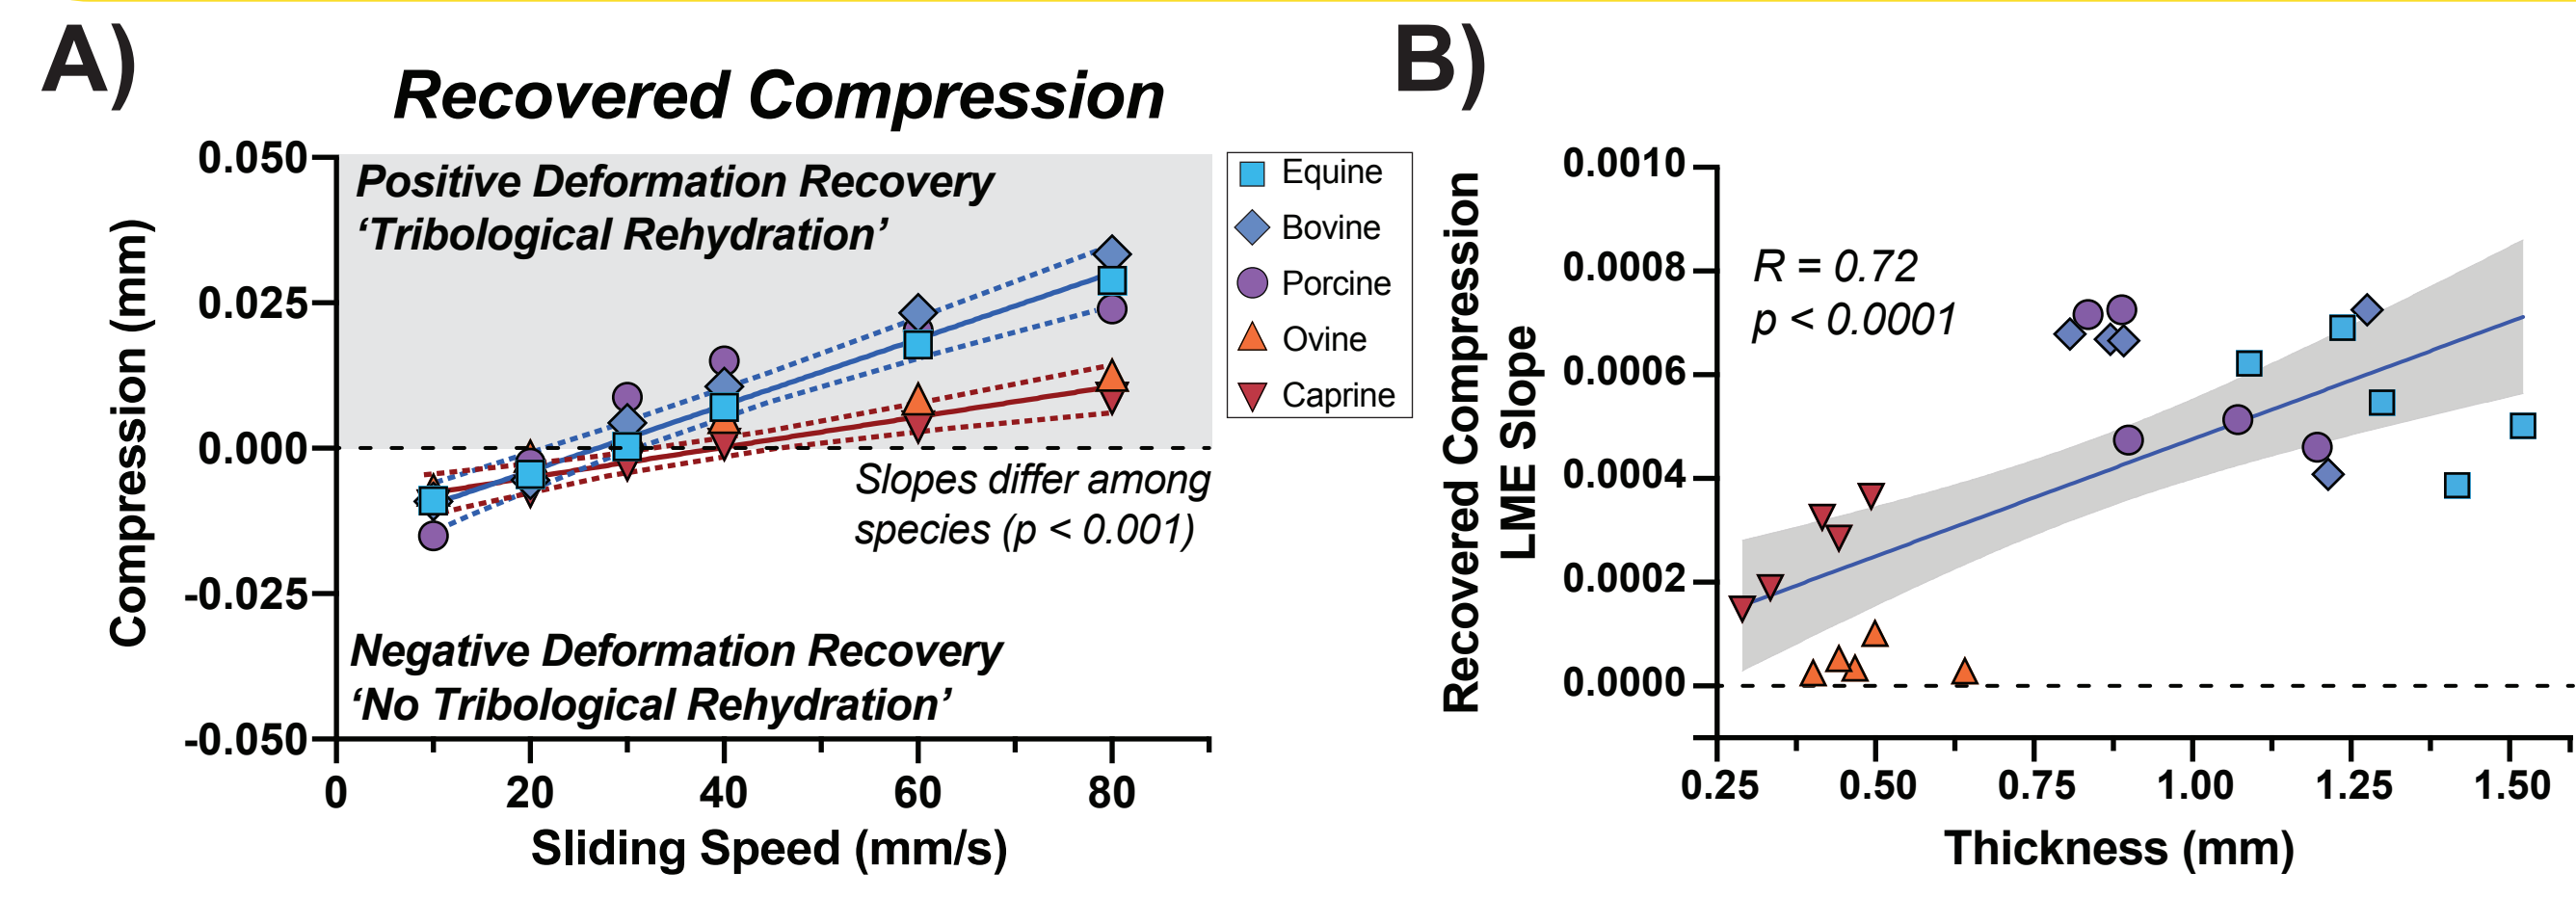 A)
Recovered Compression
Compression (mm)
0.050
0.025
0.000
-0.025
-0.050
Positive Deformation Recovery
‘Tribological Rehydration’
Slopes differ among
species (p < 0.001)
Negative Deformation Recovery
‘No Tribological Rehydration’
0 20 40 60 80
Sliding Speed (mm/s)
Equine
Bovine
Porcine
Ovine
Caprine
B)
Recovered Compression
LME Slope
0.0010
0.0008
0.0006
0.0004
0.0002
0.0000
R = 0.72
p < 0.0001
0.25 0.50 0.75 1.00 1.25 1.50
Thickness (mm)